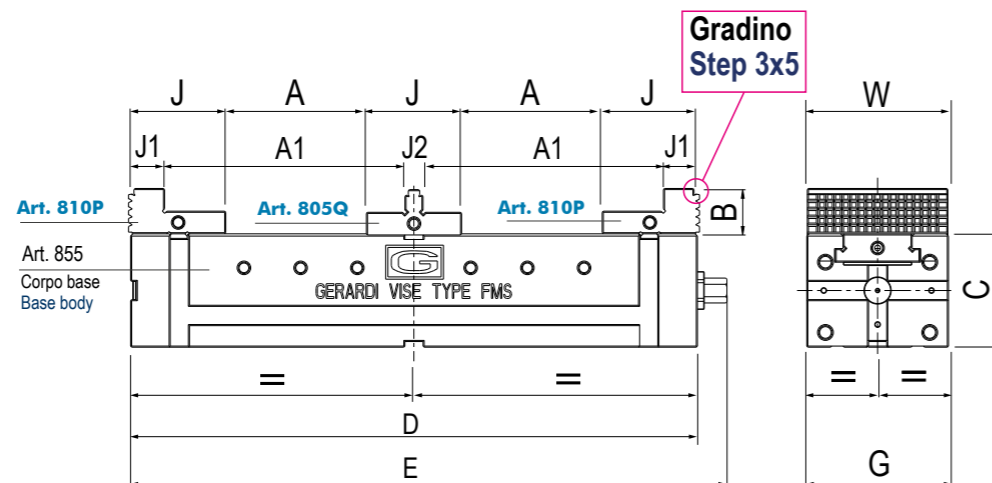 Gradino
Step 3x5
J A J A J W
J1 A1 J2 A1 J1
Art. 810P Art. 805Q Art. 810P B
Art. 855
Corpo base
Base body
G
GERARDI VISE TYPE FMS
C
= = = =
D
E G